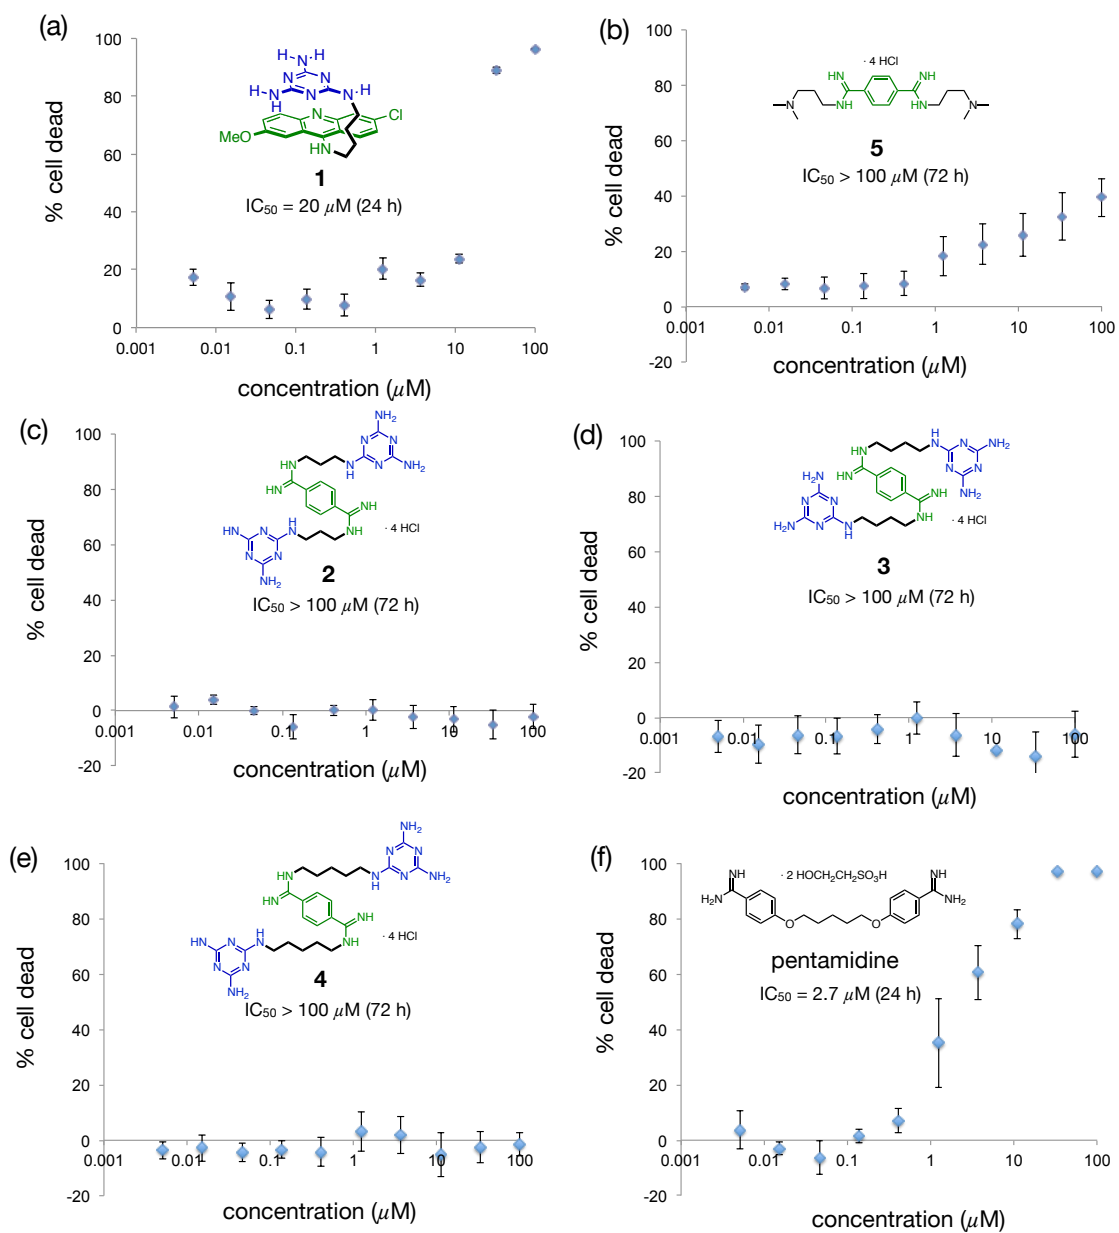 (a)
100
80
60
40
20
0
% cell dead
0.001 0.01 0.1 1 10 100
concentration (µM)
H N H
N N
H N N N H
H
N Cl
MeO
HN
1
IC50 = 20 µM (24 h)
(b)
100
80
60
40
20
0
-20
% cell dead
0.001 0.01 0.1 1 10 100
concentration (µM)
· 4 HCl
NH NH
N NH HN N
5
IC50 > 100 µM (72 h)
(c)
100
80
60
40
20
0
-20
% cell dead
0.001 0.01 0.1 1 10 100
concentration (µM)
NH2
N N
HN N N NH2
H
HN
NH
· 4 HCl
H
HN N N NH
N N
NH2
2
IC50 > 100 µM (72 h)
(d)
100
80
60
40
20
0
-20
% cell dead
0.001 0.01 0.1 1 10 100
concentration (µM)
H
HN N N NH2
N N
H2N HN
NH2
N N NH
H2N N N NH · 4 HCl
H
3
IC50 > 100 µM (72 h)
(e)
100
80
60
40
20
0
-20
% cell dead
0.001 0.01 0.1 1 10 100
concentration (µM)
NH2
N N
HN N N NH2
H
HN
NH
· 4 HCl
H
HN N N NH
N N
NH2
4
IC50 > 100 µM (72 h)
(f)
100
80
60
40
20
0
-20
% cell dead
0.001 0.01 0.1 1 10 100
concentration (µM)
NH · 2 HOCH2CH2SO3H NH
H2N NH2
O O
pentamidine
IC50 = 2.7 µM (24 h)